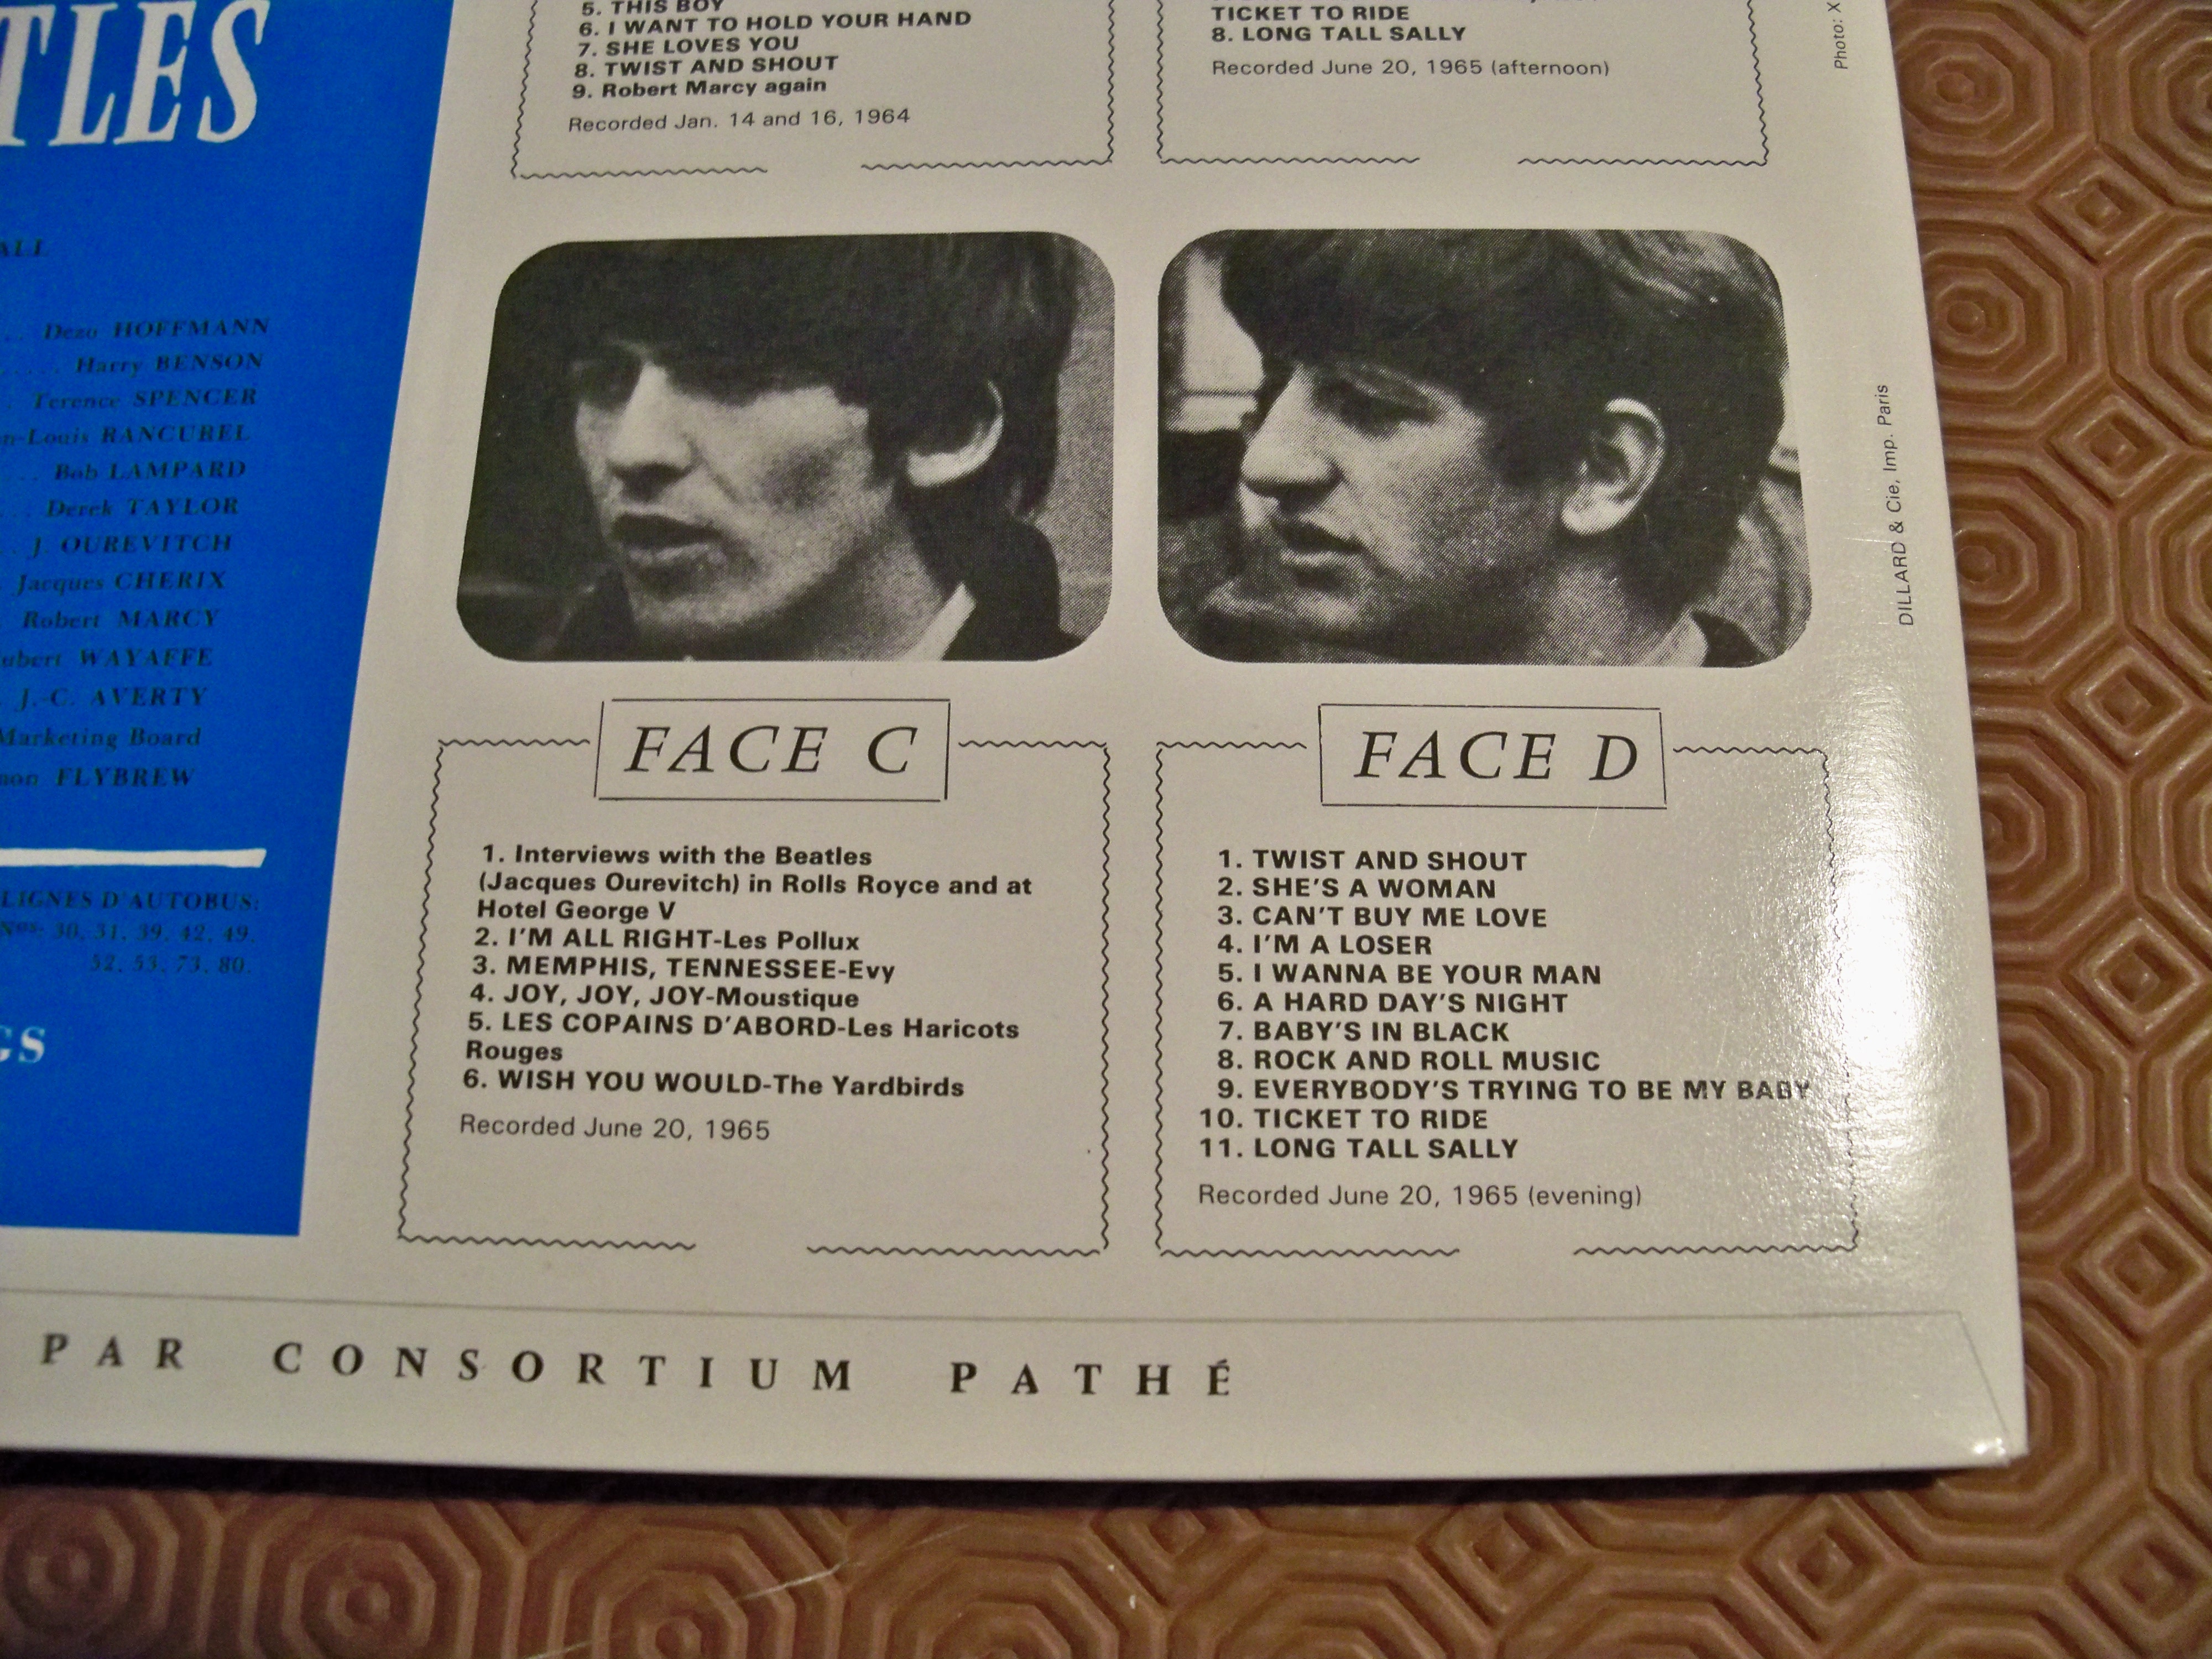 TLES
ALL
Dezo HOFFMANN
Harry BENSON
Terence SPENCER
n-Louis RANCUREL
Bob LAMPARD
Derek TAYLOR
J. OUREVITCH
Jacques CHERIX
Robert MARCY
ubert WAYAFFE
J.-C. AVERTY
Marketing Board
mon FLYBREW
LIGNES D'AUTOBUS:
Nos. 30, 31, 39, 42, 49,
52, 53, 73, 80.
GS
5. THIS BOY
6. I WANT TO HOLD YOUR HAND
7. SHE LOVES YOU
8. TWIST AND SHOUT
9. Robert Marcy again
Recorded Jan. 14 and 16, 1964
TICKET TO RIDE
8. LONG TALL SALLY
Recorded June 20, 1965 (afternoon)
Photo: X
DILLARD & Cie, Imp. Paris
FACE C
1. Interviews with the Beatles
(Jacques Ourevitch) in Rolls Royce and at
Hotel George V
2. I'M ALL RIGHT-Les Pollux
3. MEMPHIS, TENNESSEE-Evy
4. JOY, JOY, JOY-Moustique
5. LES COPAINS D'ABORD-Les Haricots
Rouges
6. WISH YOU WOULD-The Yardbirds
Recorded June 20, 1965
FACE D
1. TWIST AND SHOUT
2. SHE'S A WOMAN
3. CAN'T BUY ME LOVE
4. I'M A LOSER
5. I WANNA BE YOUR MAN
6. A HARD DAY'S NIGHT
7. BABY'S IN BLACK
8. ROCK AND ROLL MUSIC
9. EVERYBODY'S TRYING TO BE MY BABY
10. TICKET TO RIDE
11. LONG TALL SALLY
Recorded June 20, 1965 (evening)
PAR CONSORTIUM PATHÉ